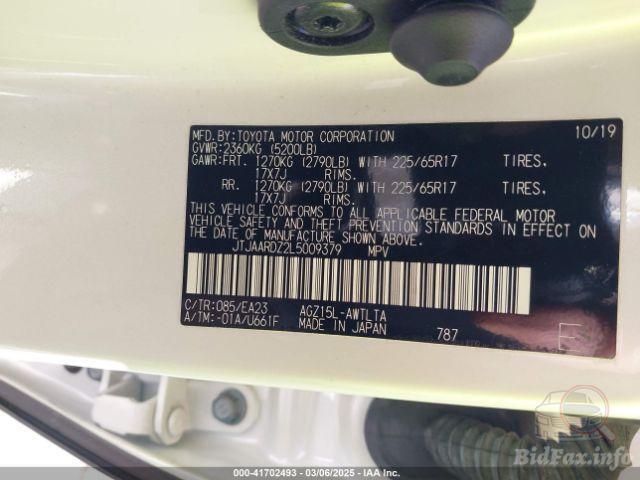 MFD.BY:TOYOTA MOTOR CORPORATION 10/19
GVWR:2360KG (5200LB)
GAWR:FRT. 1270KG (2790LB) WITH 225/65R17 TIRES.
17X7J RIMS.
RR. 1270KG (2790LB) WITH 225/65R17 TIRES.
17X7J RIMS.
THIS VEHICLE CONFORMS TO ALL APPLICABLE FEDERAL MOTOR
VEHICLE SAFETY AND THEFT PREVENTION STANDARDS IN EFFECT ON
THE DATE OF MANUFACTURE SHOWN ABOVE.
JTJAARDZ2L5009379 MPV
C/TR:085/EA23 AGZ15L-AWTLTA
A/TM:-01A/U661F MADE IN JAPAN 787 E
000-41702493 - 03/06/2025 - IAA Inc.
BidFax.info